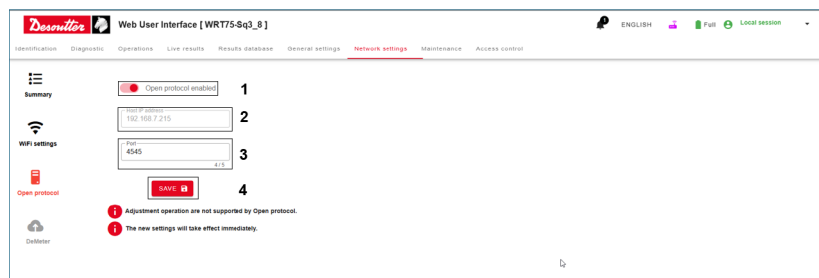 Desoutter Web User Interface [ WRT75-Sq3_8 ] ENGLISH Full Local session
Identification Diagnostic Operations Live results Results database General settings Network settings Maintenance Access control
Summary
WiFi settings
Open protocol
DeMeter
Open protocol enabled 1
Host IP address
192.168.7.215 2
Port
4545 3
4/5
SAVE 4
Adjustment operation are not supported by Open protocol.
The new settings will take effect immediately.